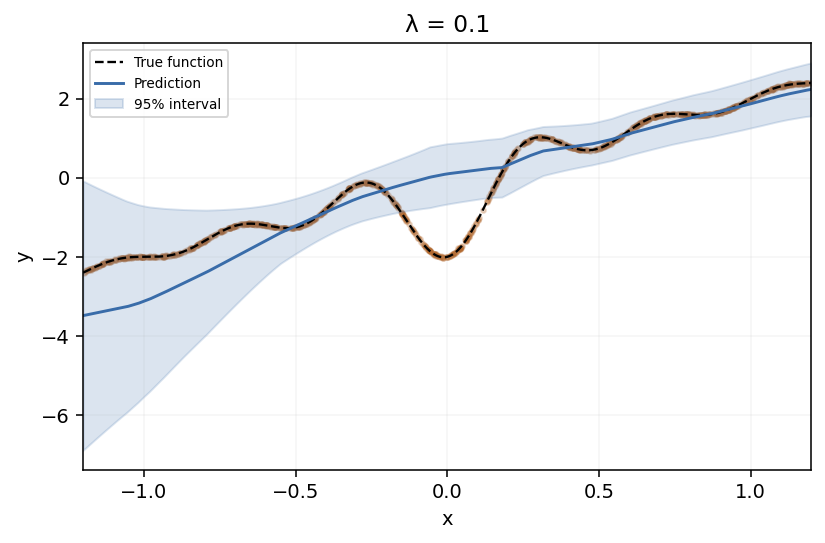 λ = 0.1
True function
Prediction
95% interval
y
2
0
−2
−4
−6
−1.0 −0.5 0.0 0.5 1.0
x